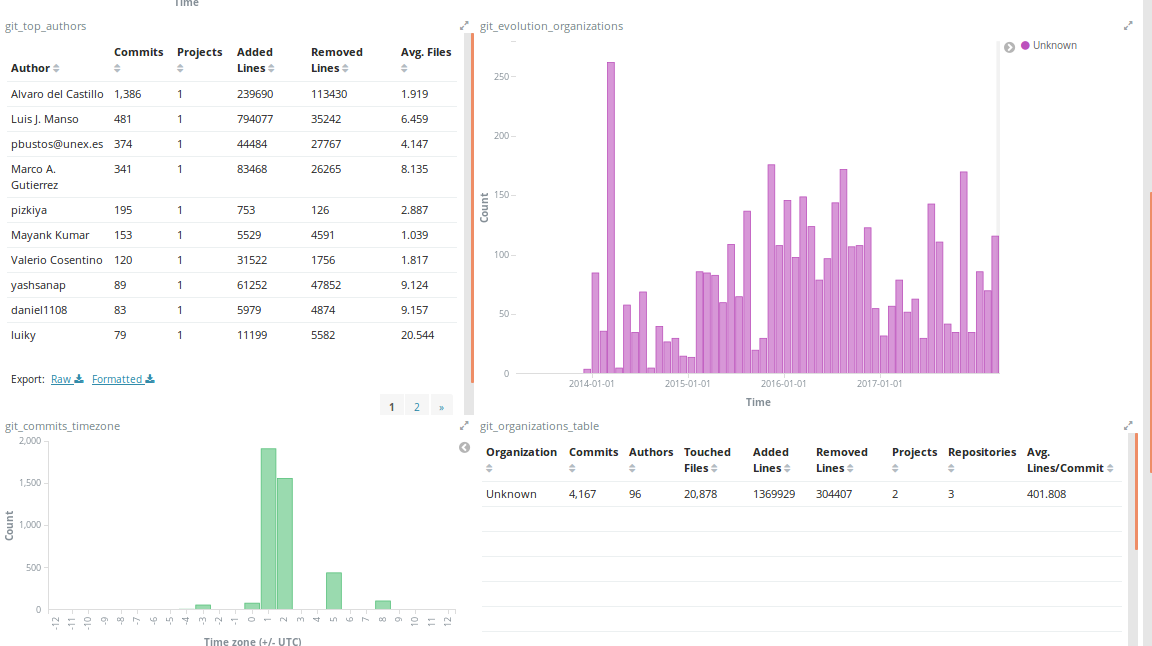 Time
git_top_authors
Author Commits Projects Added Lines Removed Lines Avg. Files
Alvaro del Castillo 1,386 1 239690 113430 1.919
Luis J. Manso 481 1 794077 35242 6.459
pbustos@unex.es 374 1 44484 27767 4.147
Marco A. Gutierrez 341 1 83468 26265 8.135
pizkiya 195 1 753 126 2.887
Mayank Kumar 153 1 5529 4591 1.039
Valerio Cosentino 120 1 31522 1756 1.817
yashsanap 89 1 61252 47852 9.124
daniel1108 83 1 5979 4874 9.157
luiky 79 1 11199 5582 20.544
Export: Raw Formatted
1 2 »
git_evolution_organizations
Unknown
Count
250
200
150
100
50
0
2014-01-01 2015-01-01 2016-01-01 2017-01-01
Time
git_commits_timezone
Count
2,000
1,500
1,000
500
0
-12 -11 -10 -9 -8 -7 -6 -5 -4 -3 -2 -1 0 1 2 3 4 5 6 7 8 9 10 11 12
Time zone (+/- UTC)
git_organizations_table
Organization Commits Authors Touched Files Added Lines Removed Lines Projects Repositories Avg. Lines/Commit
Unknown 4,167 96 20,878 1369929 304407 2 3 401.808